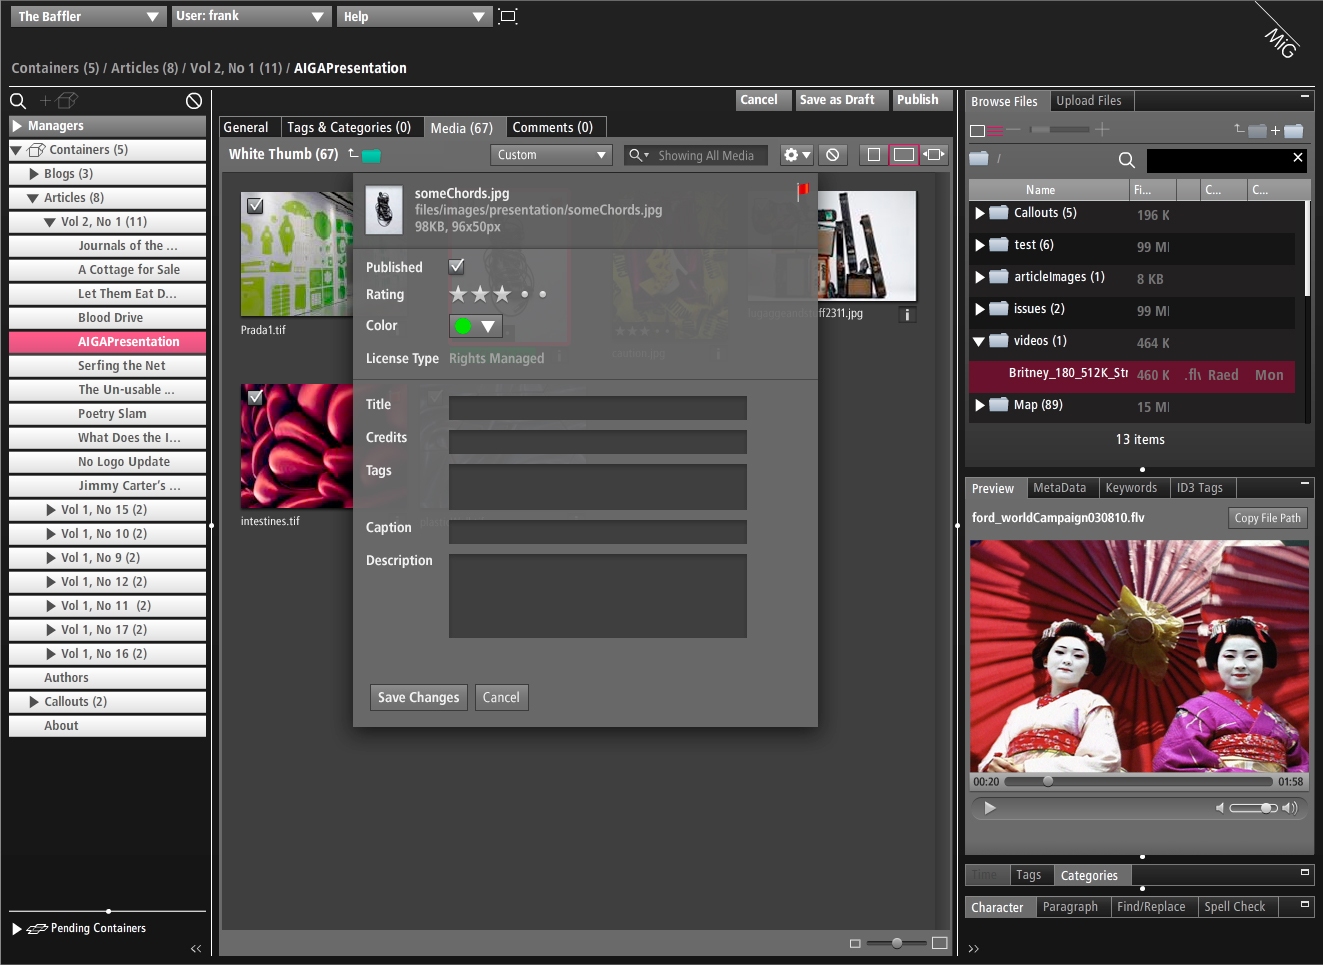 The Baffler
User: frank
Help
MiG
Containers (5) / Articles (8) / Vol 2, No 1 (11) / AIGAPresentation
Managers
Containers (5)
Blogs (3)
Articles (8)
Vol 2, No 1 (11)
Journals of the ...
A Cottage for Sale
Let Them Eat D...
Blood Drive
AIGAPresentation
Serfing the Net
The Un-usable ...
Poetry Slam
What Does the I...
No Logo Update
Jimmy Carter's ...
Vol 1, No 15 (2)
Vol 1, No 10 (2)
Vol 1, No 9 (2)
Vol 1, No 12 (2)
Vol 1, No 11 (2)
Vol 1, No 17 (2)
Vol 1, No 16 (2)
Authors
Callouts (2)
About
Pending Containers
<<
Cancel
Save as Draft
Publish
General
Tags & Categories (0)
Media (67)
Comments (0)
White Thumb (67)
Custom
Showing All Media
Prada1.tif
intestines.tif
ff2311.jpg
i
someChords.jpg
files/images/presentation/someChords.jpg
98KB, 96x50px
Published
Rating
Color
License Type Rights Managed
Title
Credits
Tags
Caption
Description
Save Changes
Cancel
Browse Files
Upload Files
+
/
X
Name
Fi...
C...
C...
Callouts (5) 196 K
test (6) 99 M
articleImages (1) 8 KB
issues (2) 99 M
videos (1) 464 K
Britney_180_512K_Str 460 K .flv Raed Mon
Map (89) 15 M
13 items
Preview
MetaData
Keywords
ID3 Tags
ford_worldCampaign030810.flv
Copy File Path
00:20
01:58
Time
Tags
Categories
Character
Paragraph
Find/Replace
Spell Check
>>